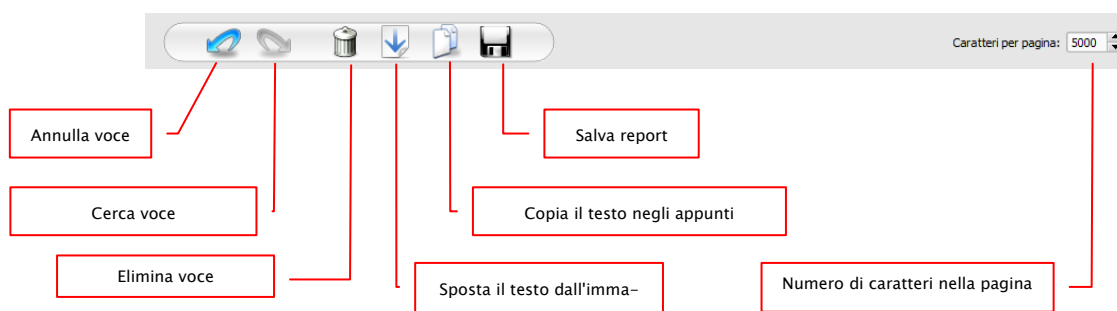 Caratteri per pagina: 5000
Annulla voce
Salva report
Cerca voce
Copia il testo negli appunti
Elimina voce
Sposta il testo dall'imma-
Numero di caratteri nella pagina